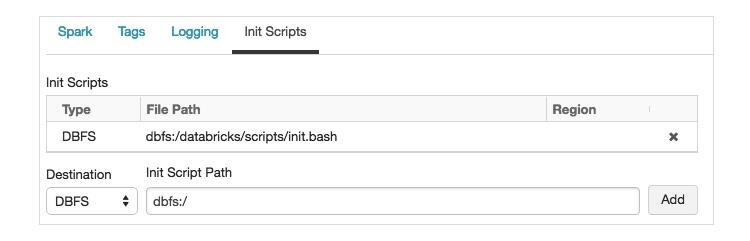 Spark Tags Logging Init Scripts
Init Scripts
Type File Path Region
DBFS dbfs:/databricks/scripts/init.bash
Destination Init Script Path
DBFS dbfs:/ Add